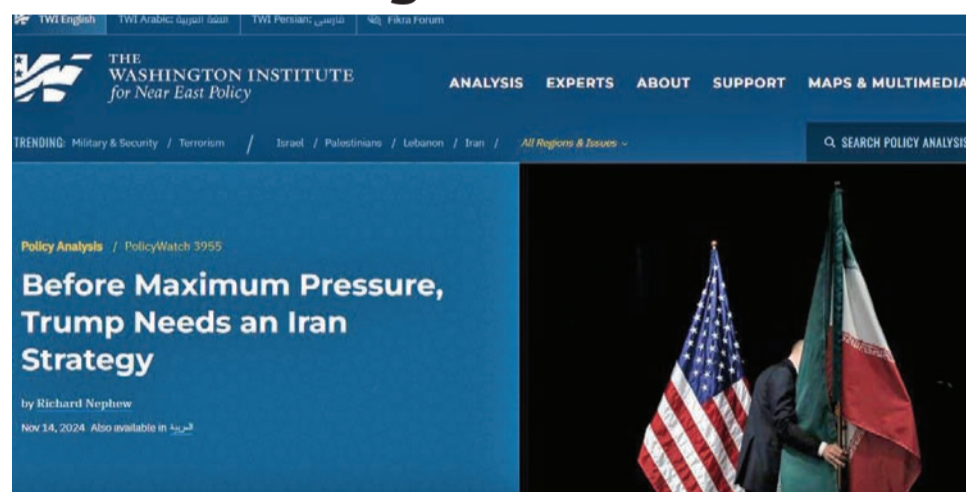 TWI English TWI Arabic: اللغة العربية TWI Persian: فارسی Fikra Forum
THE
WASHINGTON INSTITUTE
for Near East Policy
ANALYSIS EXPERTS ABOUT SUPPORT MAPS & MULTIMEDIA
TRENDING: Military & Security / Terrorism / Israel / Palestinians / Lebanon / Iran / All Regions & Issues
SEARCH POLICY ANALYSIS
Policy Analysis / PolicyWatch 3955
Before Maximum Pressure,
Trump Needs an Iran
Strategy
by Richard Nephew
Nov 14, 2024 Also available in العربية